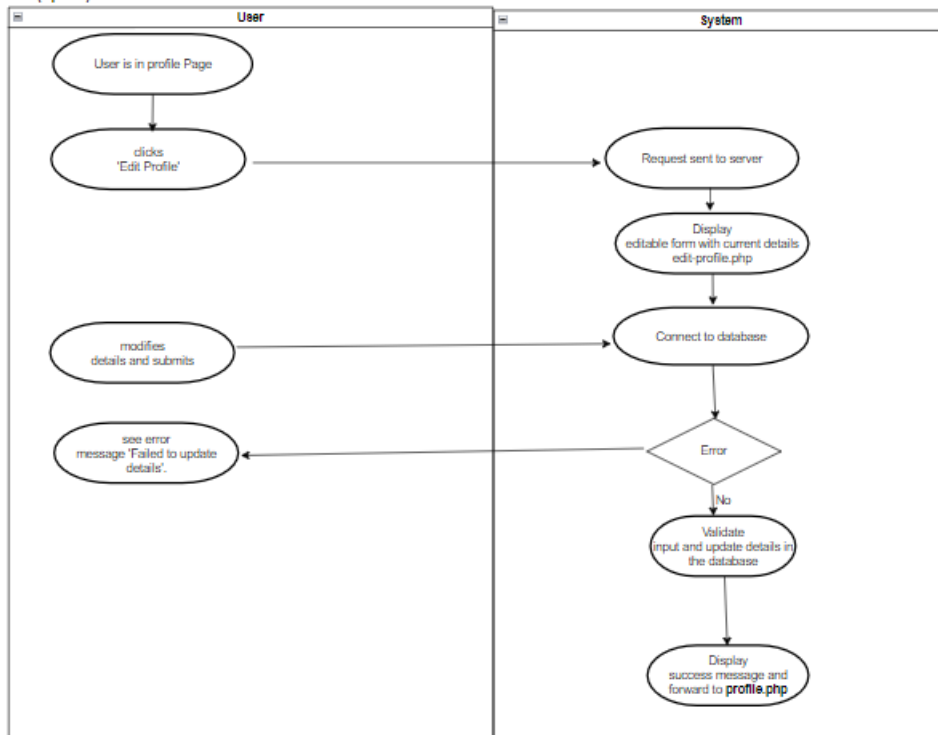 User
System
User is in profile Page
clicks
'Edit Profile'
Request sent to server
Display
editable form with current details
edit-profile.php
modifies
details and submits
Connect to database
see error
message 'Failed to update
details'.
Error
No
Validate
input and update details in
the database
Display
success message and
forward to profile.php